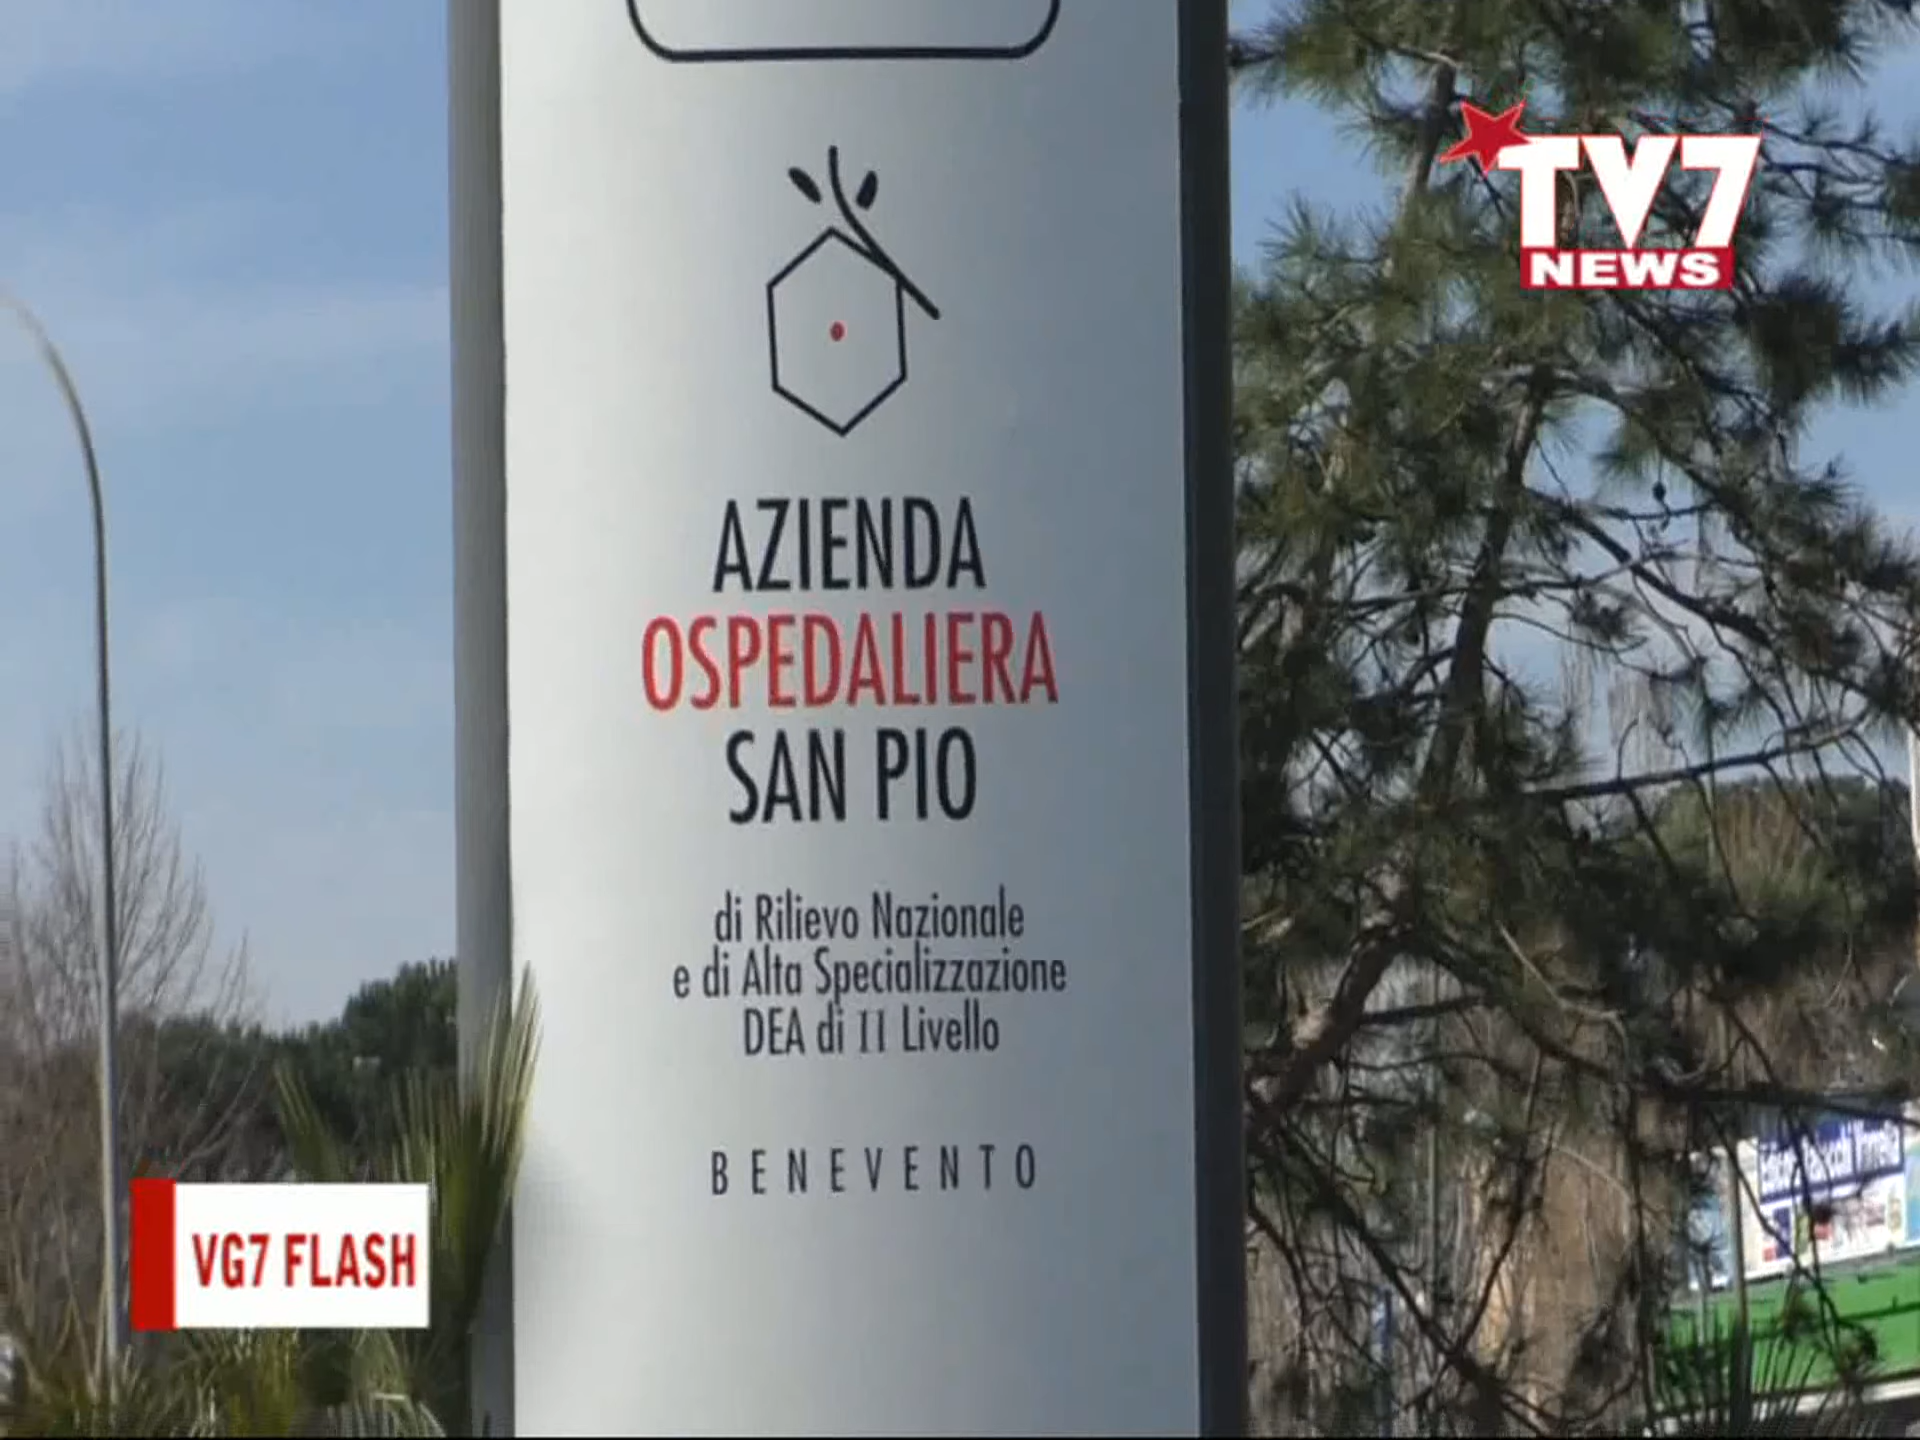 TV7
NEWS
AZIENDA
OSPEDALIERA
SAN PIO
di Rilievo Nazionale
e di Alta Specializzazione
DEA di II Livello
BENEVENTO
VG7 FLASH